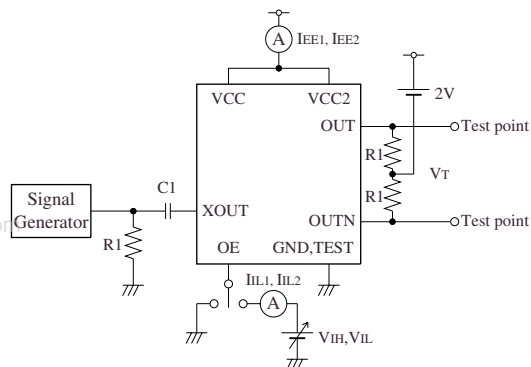 A IEE1, IEE2
VCC VCC2
2V
OUT
Test point
R1
VT
R1
C1
Signal
Generator
XOUT
OUTN
Test point
R1
OE GND,TEST
IIL1, IIL2
A
VIH,VIL